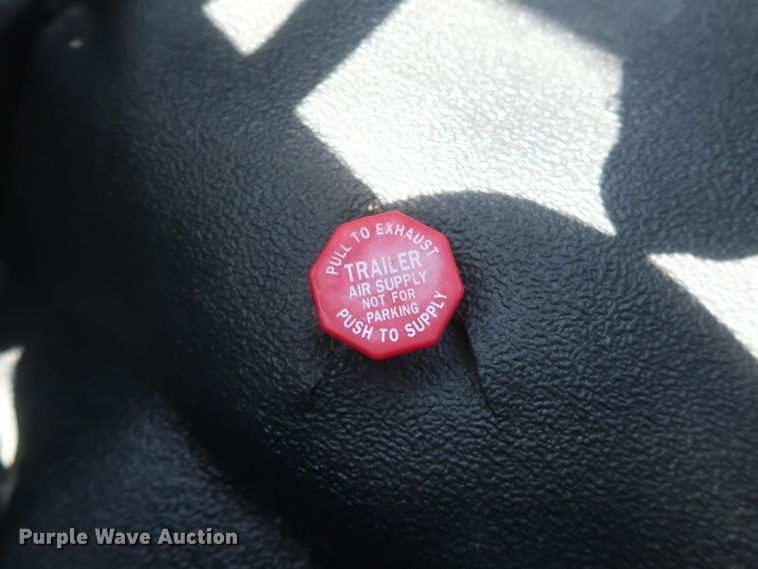 PULL TO EXHAUST
TRAILER
AIR SUPPLY
NOT FOR
PARKING
PUSH TO SUPPLY
Purple Wave Auction